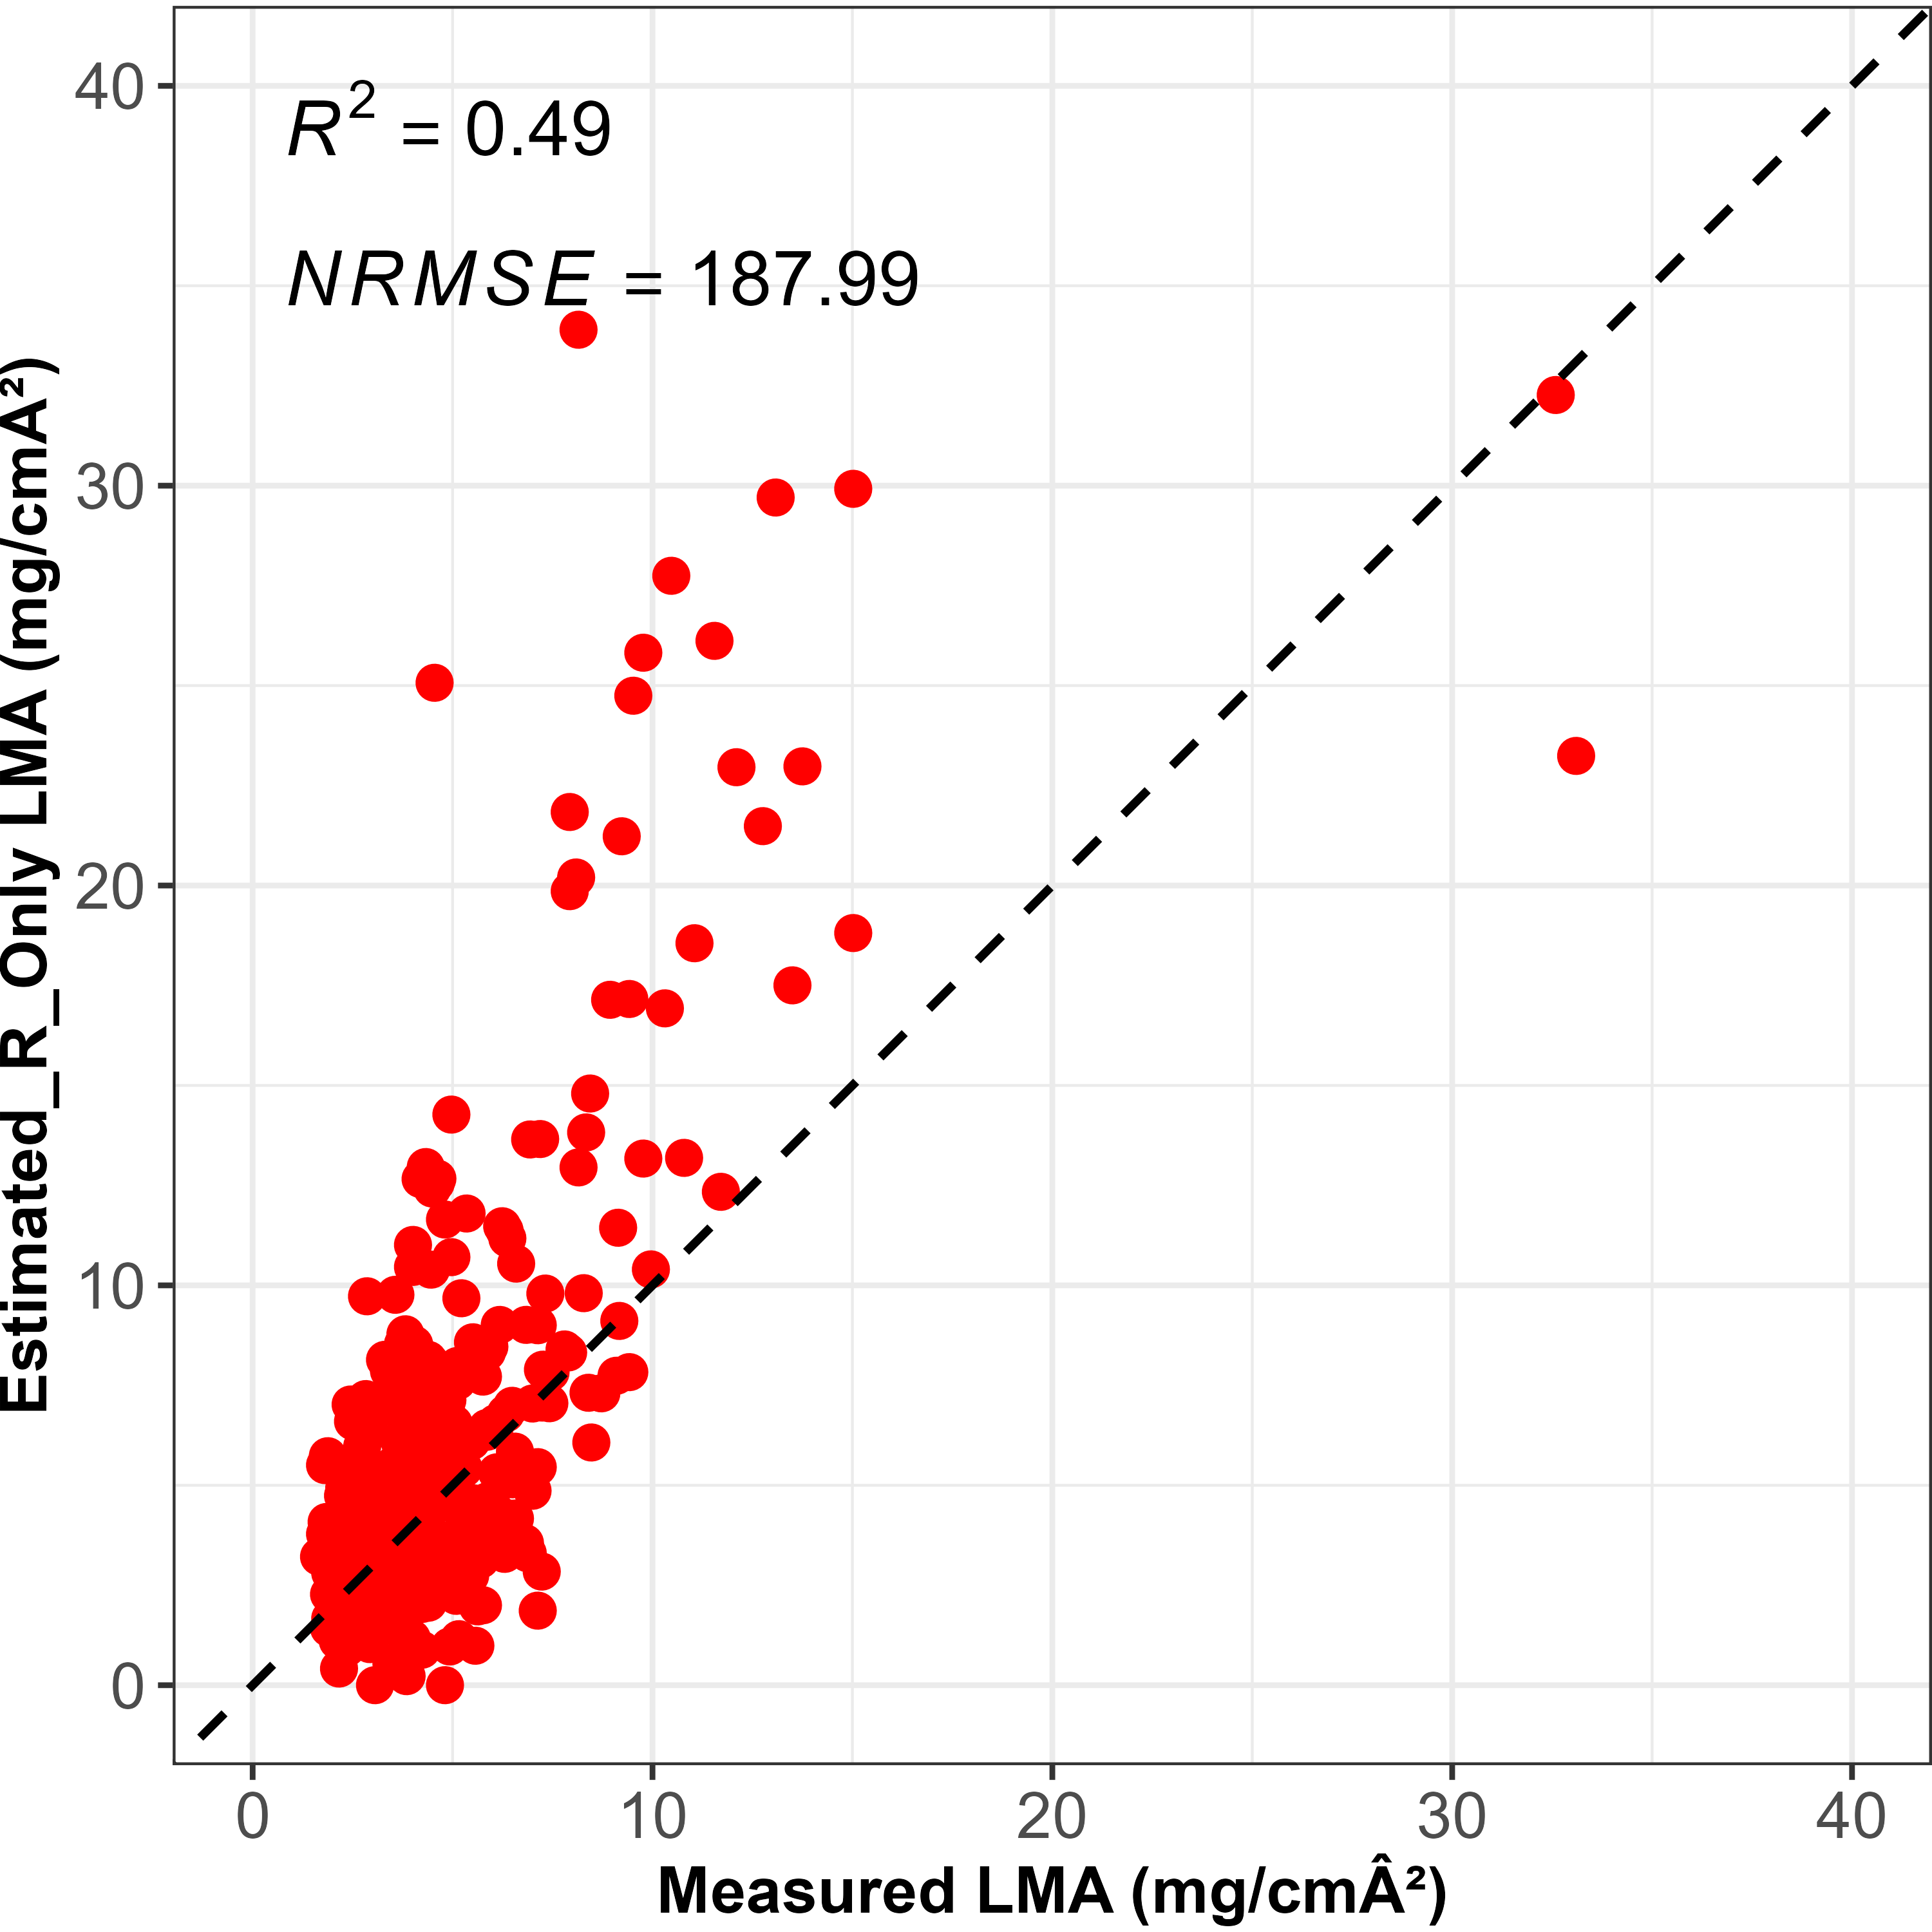 R² = 0.49
NRMSE = 187.99
Estimated_R_Only LMA (mg/cmÂ²)
40
30
20
10
0
0 10 20 30 40
Measured LMA (mg/cmÂ²)